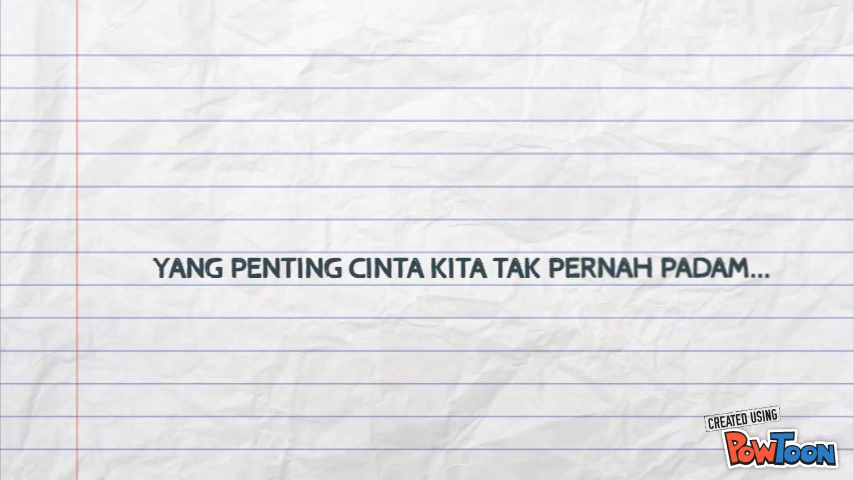 YANG PENTING CINTA KITA TAK PERNAH PADAM...
CREATED USING
POWTOON